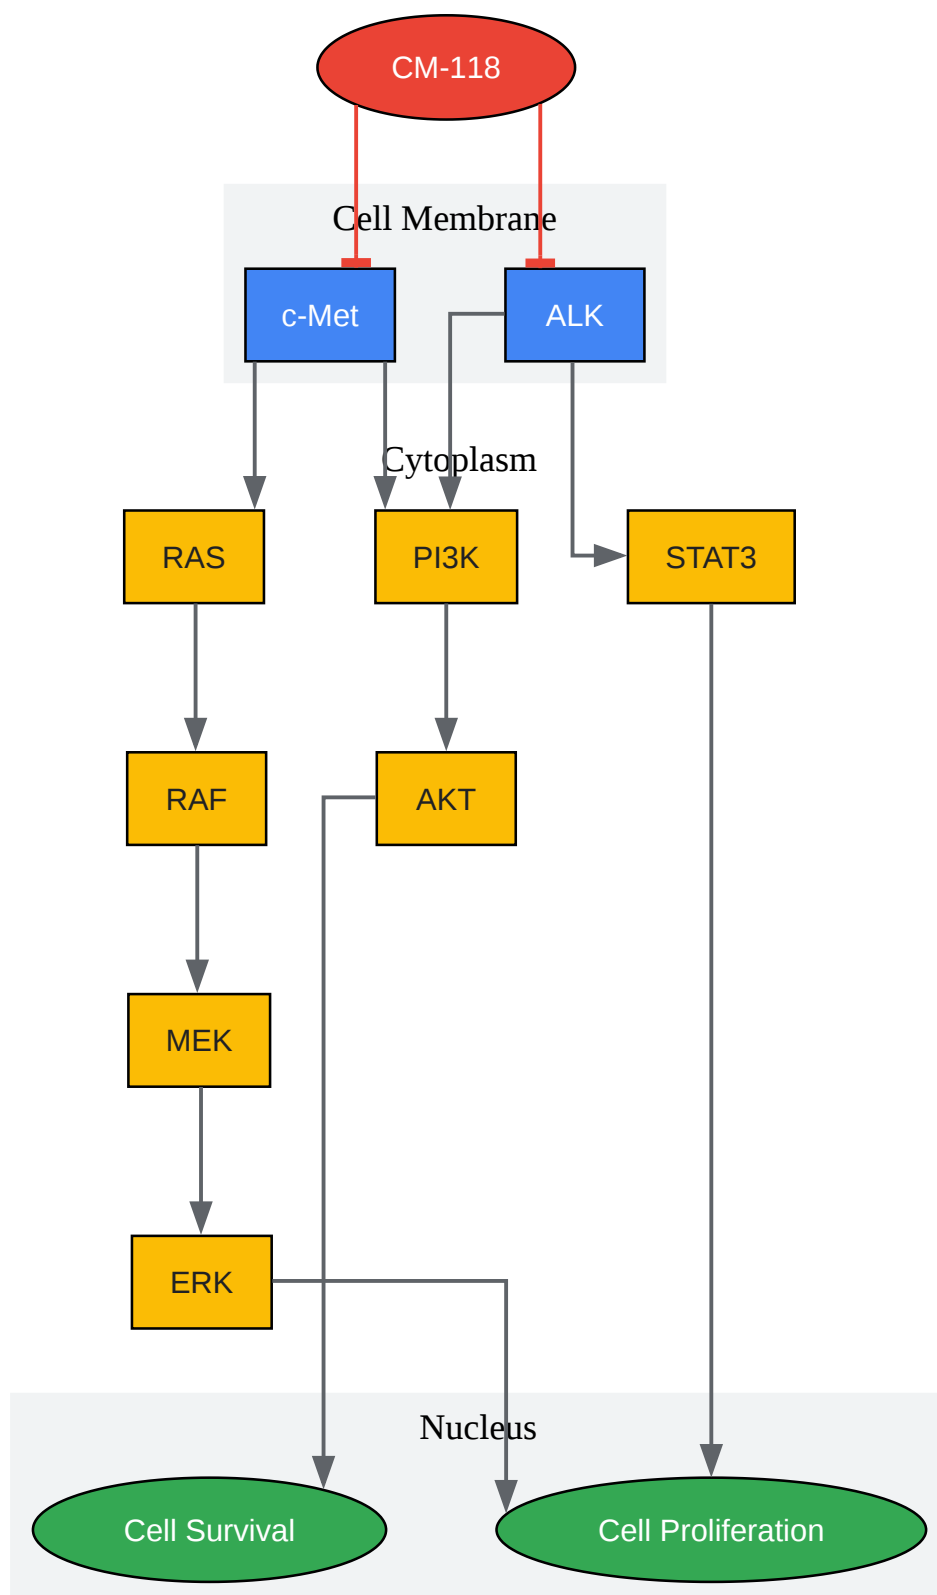 CM-118
Cell Membrane
c-Met
ALK
Cytoplasm
RAS
PI3K
STAT3
RAF
AKT
MEK
ERK
Nucleus
Cell Survival
Cell Proliferation